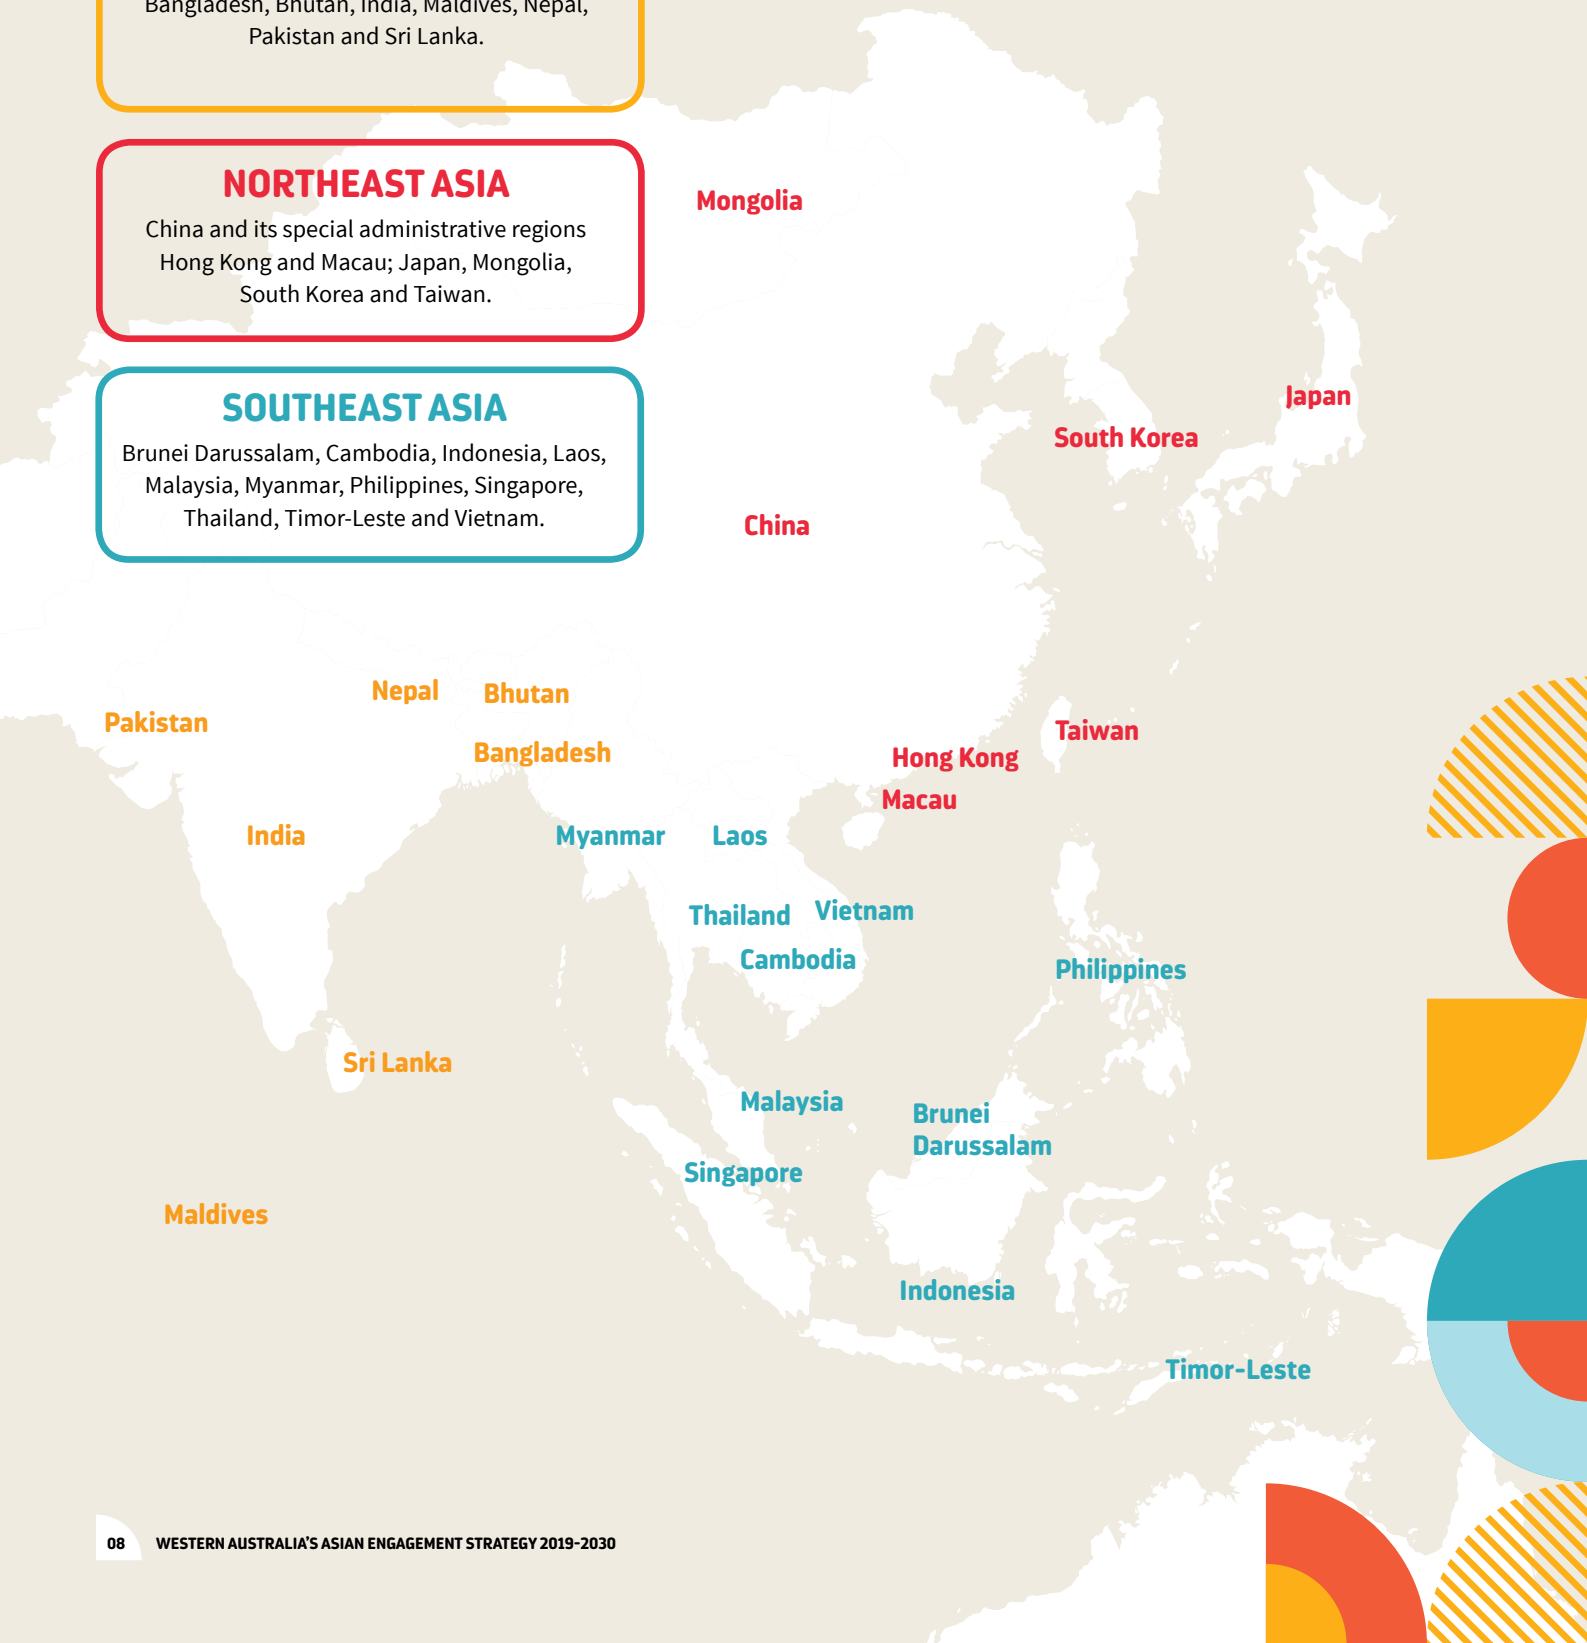 Bangladesh, Bhutan, India, Maldives, Nepal,
Pakistan and Sri Lanka.
NORTHEAST ASIA
China and its special administrative regions
Hong Kong and Macau; Japan, Mongolia,
South Korea and Taiwan.
SOUTHEAST ASIA
Brunei Darussalam, Cambodia, Indonesia, Laos,
Malaysia, Myanmar, Philippines, Singapore,
Thailand, Timor-Leste and Vietnam.
Mongolia
Japan
South Korea
China
Nepal
Bhutan
Pakistan
Taiwan
Bangladesh
Hong Kong
Macau
India
Myanmar
Laos
Thailand
Vietnam
Cambodia
Philippines
Sri Lanka
Malaysia
Brunei
Darussalam
Singapore
Maldives
Indonesia
Timor-Leste
08 WESTERN AUSTRALIA'S ASIAN ENGAGEMENT STRATEGY 2019-2030